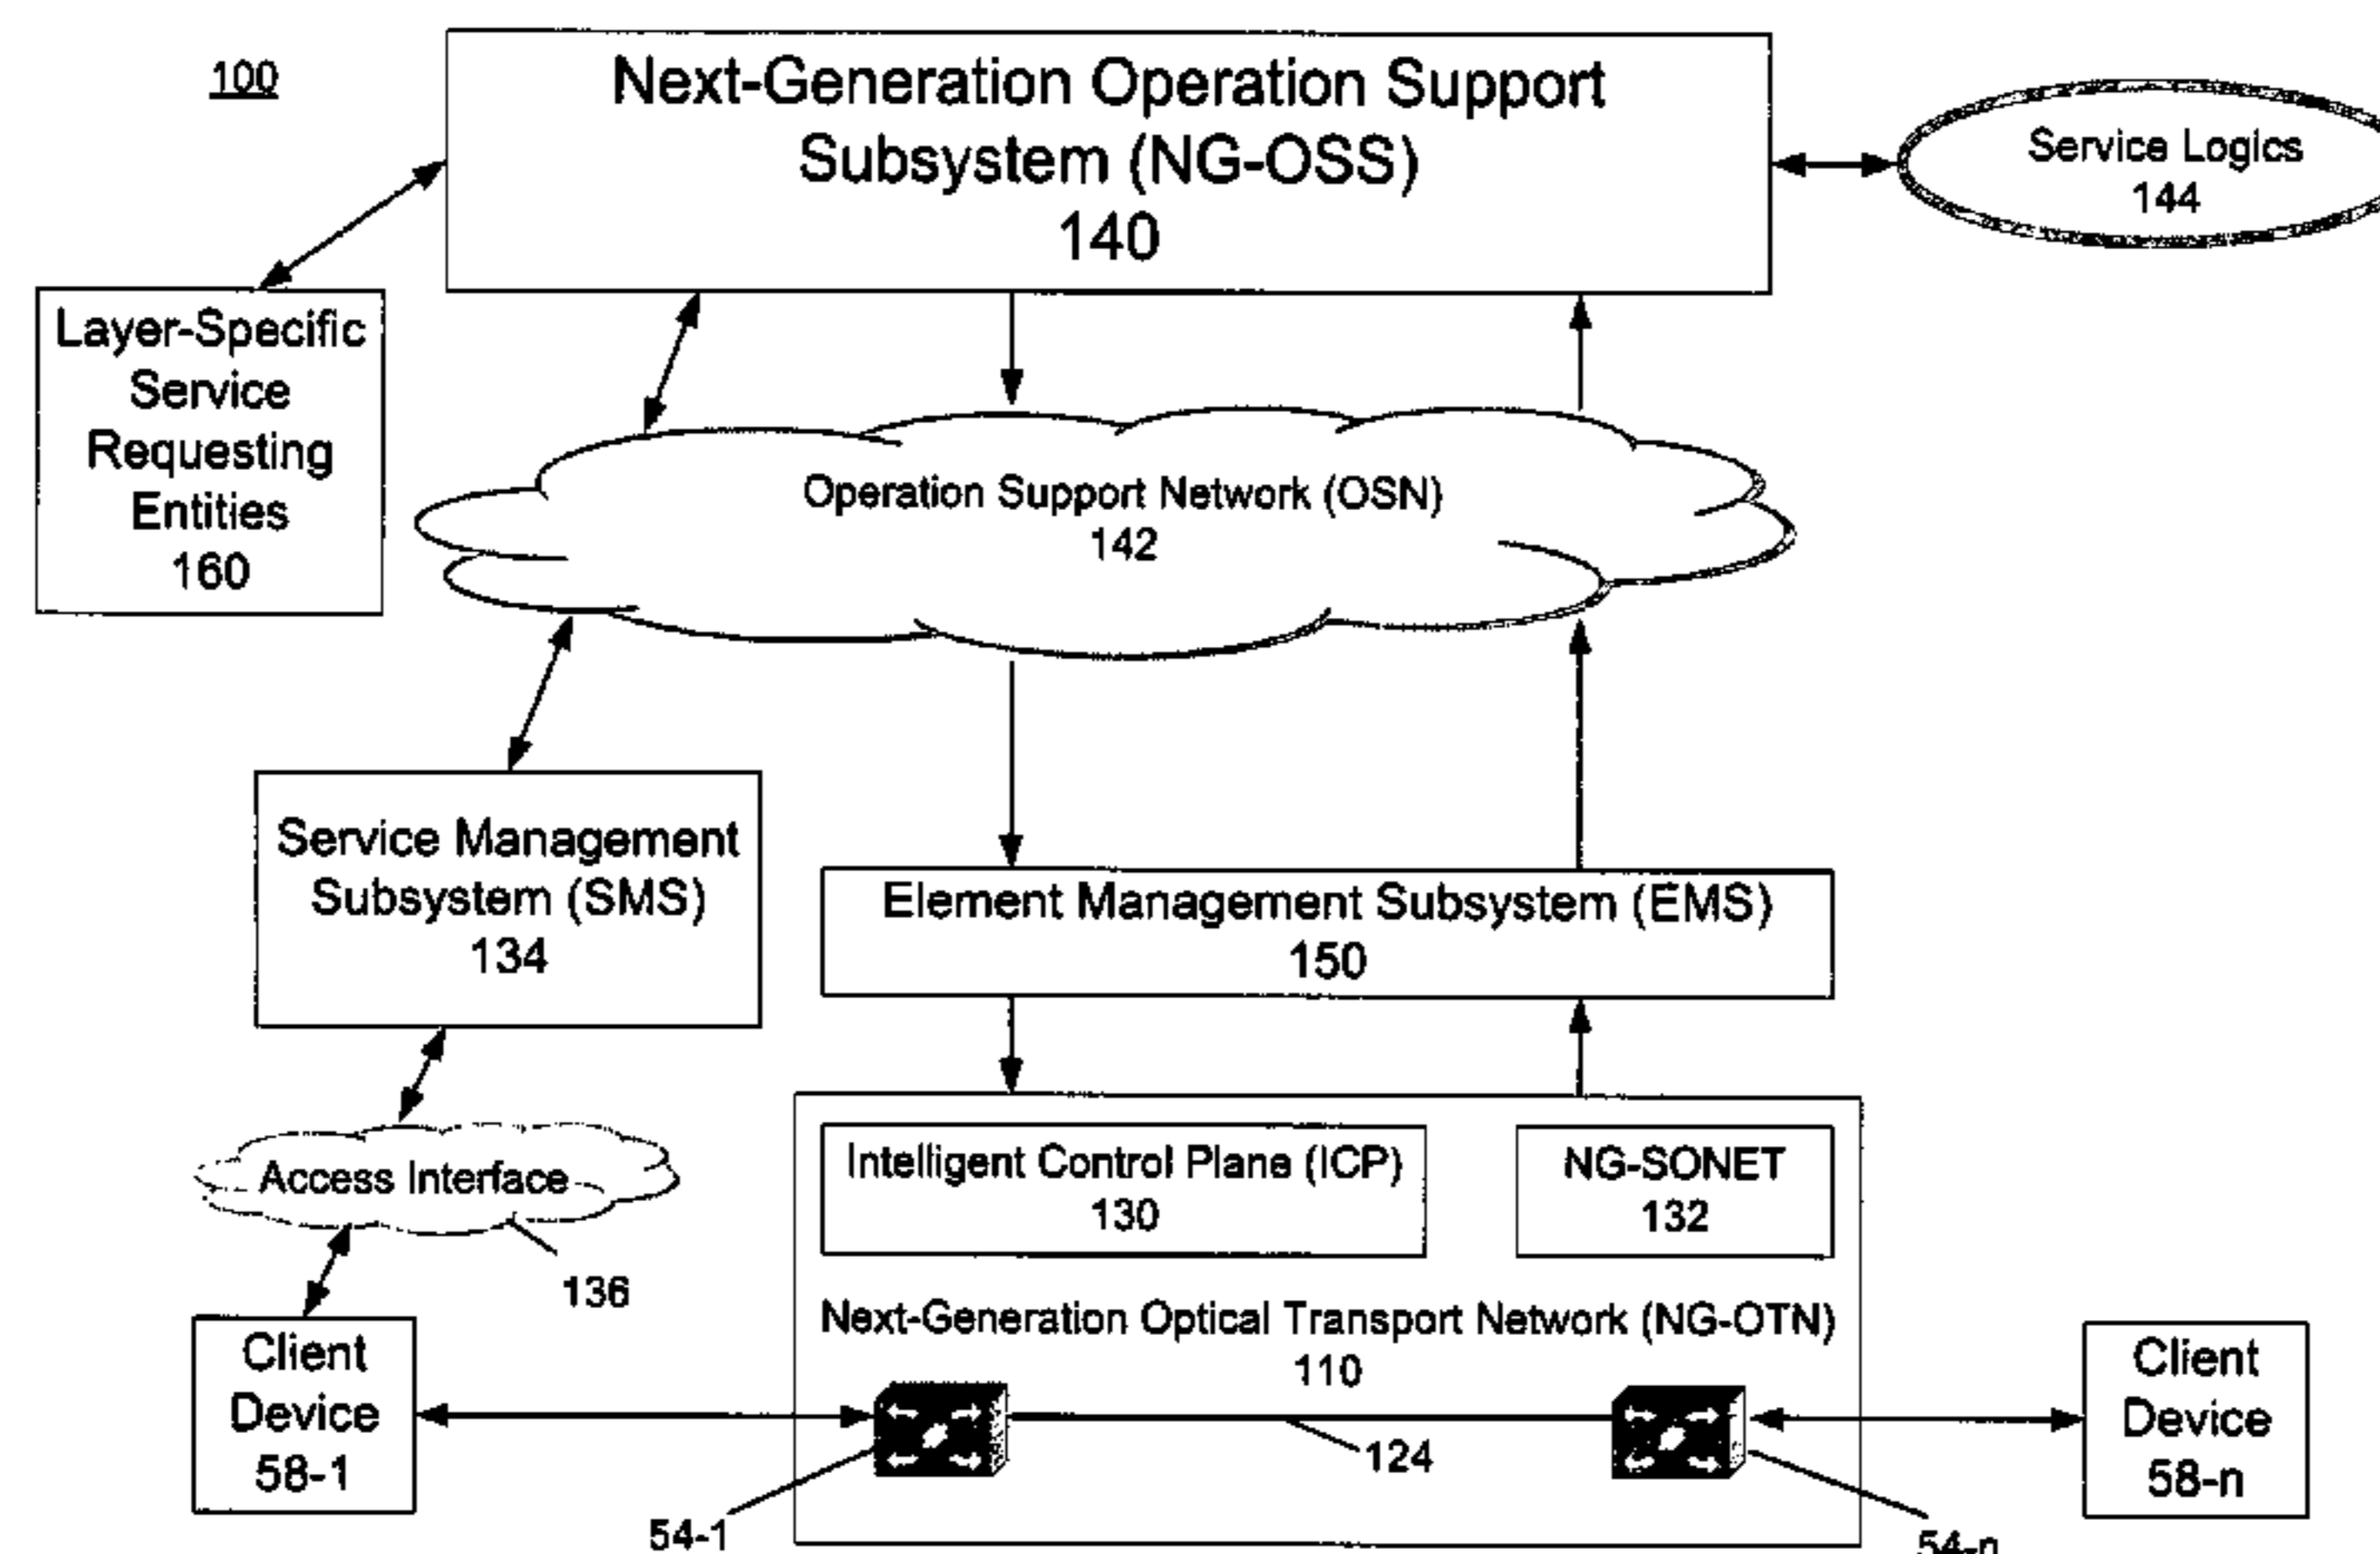 100
Next-Generation Operation Support
Subsystem (NG-OSS)
140
Service Logics
144
Layer-Specific
Service
Requesting
Entities
160
Operation Support Network (OSN)
142
Service Management
Subsystem (SMS)
134
Element Management Subsystem (EMS)
150
Access Interface
136
Intelligent Control Plane (ICP)
130
NG-SONET
132
Next-Generation Optical Transport Network (NG-OTN)
110
Client
Device
58-1
124
Client
Device
58-n
54-1
54-n